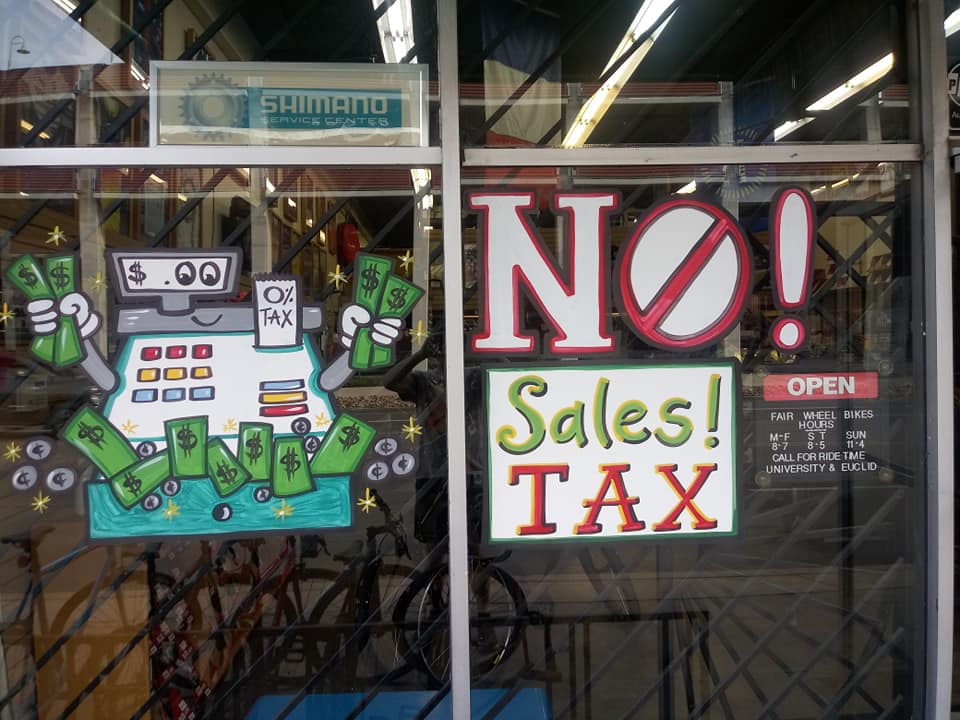 SHIMANO
SERVICE CENTER
$
0%
TAX
NO!
Sales!
TAX
OPEN
FAIR WHEEL BIKES
HOURS
M-F S T SUN
8-7 8-5 11-4
CALL FOR RIDE TIME
UNIVERSITY & EUCLID